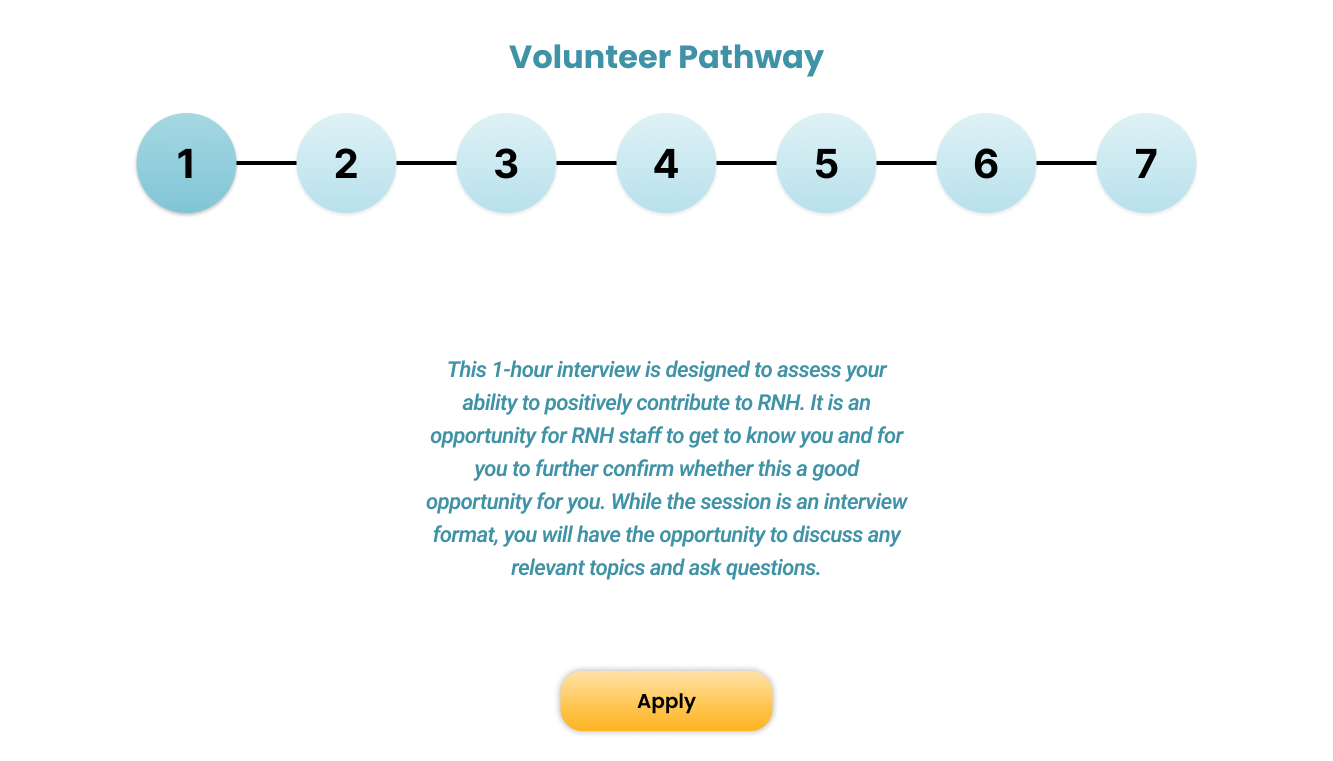 Volunteer Pathway
1 2 3 4 5 6 7
This 1-hour interview is designed to assess your
ability to positively contribute to RNH. It is an
opportunity for RNH staff to get to know you and for
you to further confirm whether this a good
opportunity for you. While the session is an interview
format, you will have the opportunity to discuss any
relevant topics and ask questions.
Apply